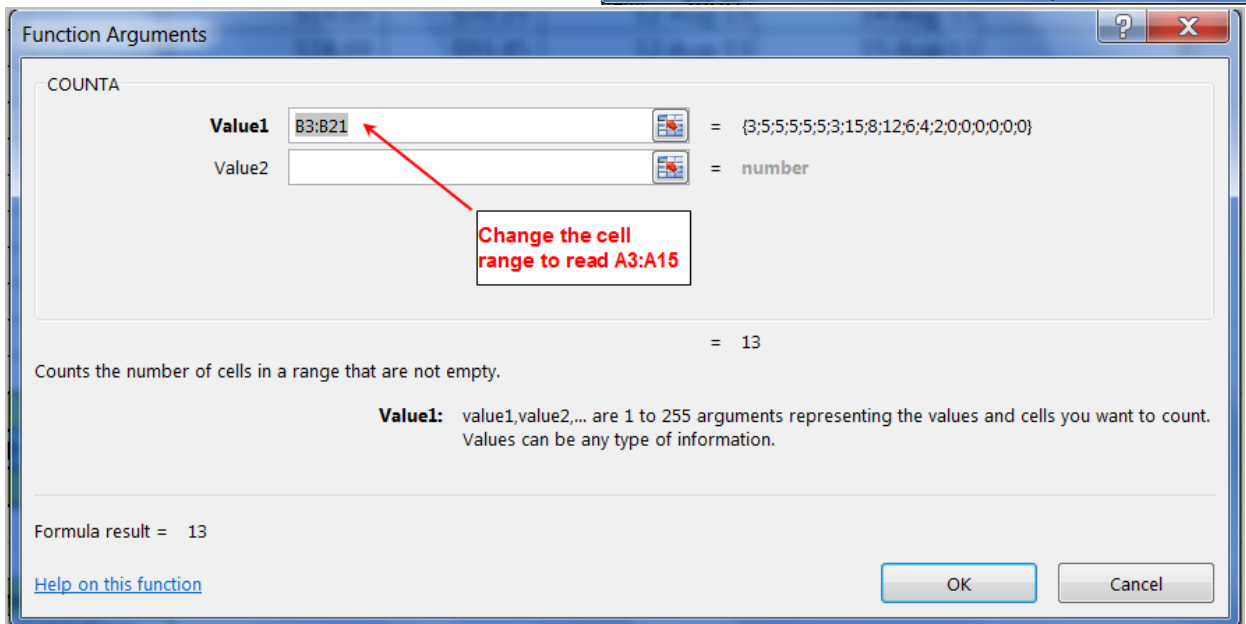 Function Arguments
COUNTA
Value1 B3:B21 = {3;5;5;5;5;5;3;15;8;12;6;4;2;0;0;0;0;0;0}
Value2 = number
Change the cell
range to read A3:A15
= 13
Counts the number of cells in a range that are not empty.
Value1: value1,value2,... are 1 to 255 arguments representing the values and cells you want to count.
Values can be any type of information.
Formula result = 13
Help on this function
OK Cancel